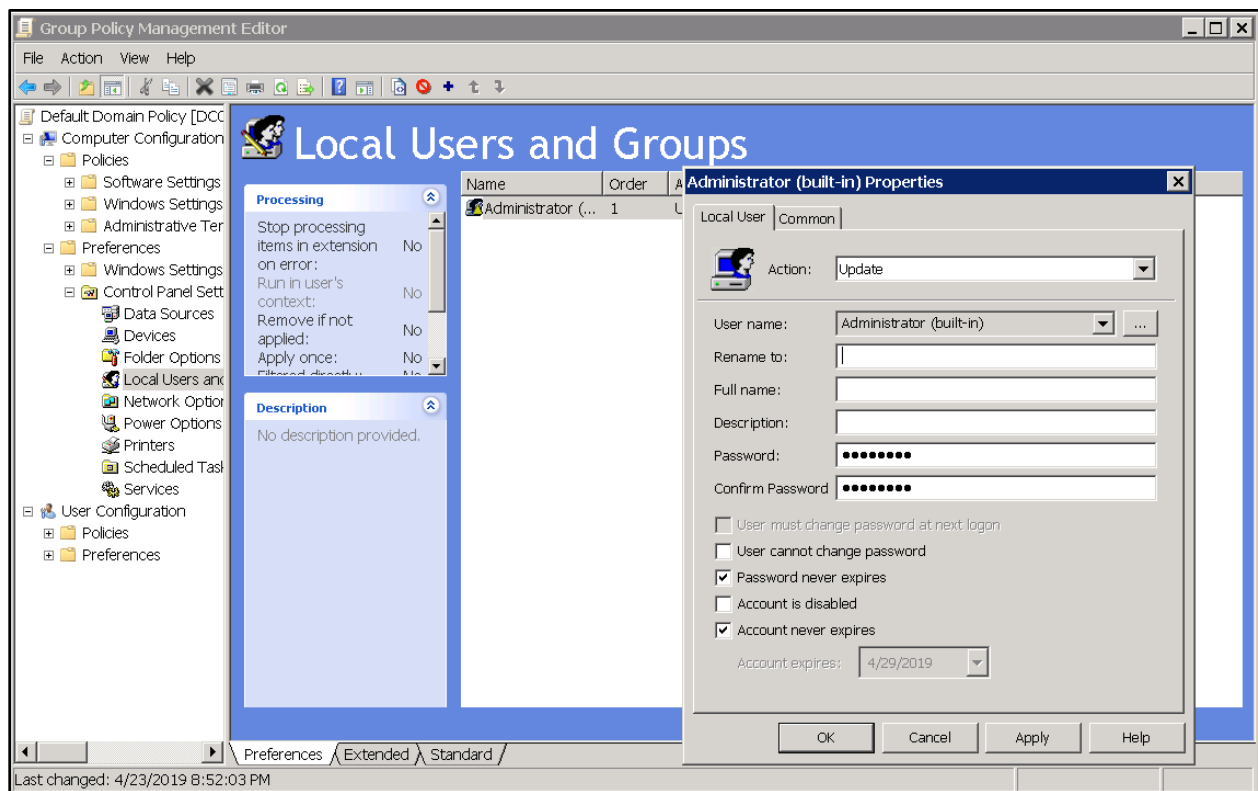 Group Policy Management Editor
File Action View Help
Default Domain Policy [DCC
Computer Configuration
Policies
Software Settings
Windows Settings
Administrative Ter
Preferences
Windows Settings
Control Panel Sett
Data Sources
Devices
Folder Options
Local Users and
Network Option
Power Options
Printers
Scheduled Task
Services
User Configuration
Policies
Preferences
Local Users and Groups
Processing
Stop processing
items in extension No
on error:
Run in user's
context: No
Remove if not
applied: No
Apply once: No
Description
No description provided.
Name Order A
Administrator (... 1 U
Administrator (built-in) Properties
Local User Common
Action: Update
User name: Administrator (built-in) ...
Rename to:
Full name:
Description:
Password: ●●●●●●●●
Confirm Password ●●●●●●●●
User must change password at next logon
User cannot change password
Password never expires
Account is disabled
Account never expires
Account expires: 4/29/2019
OK Cancel Apply Help
Preferences Extended Standard
Last changed: 4/23/2019 8:52:03 PM